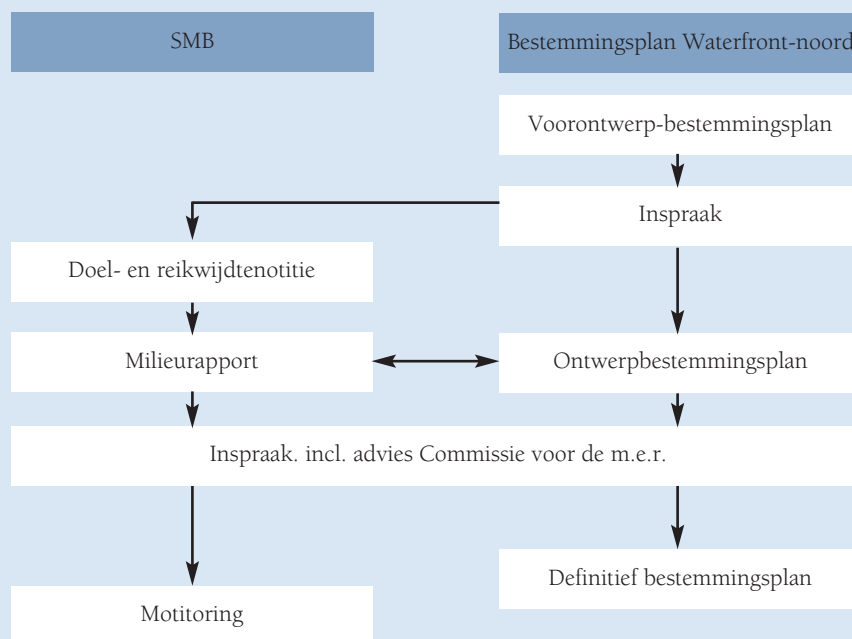 SMB
Bestemmingsplan Waterfront-noord
Voorontwerp-bestemmingsplan
Inspraak
Doel- en reikwijdtenotitie
Milieurapport
Ontwerpbestemmingsplan
Inspraak. incl. advies Commissie voor de m.e.r.
Definitief bestemmingsplan
Motitoring